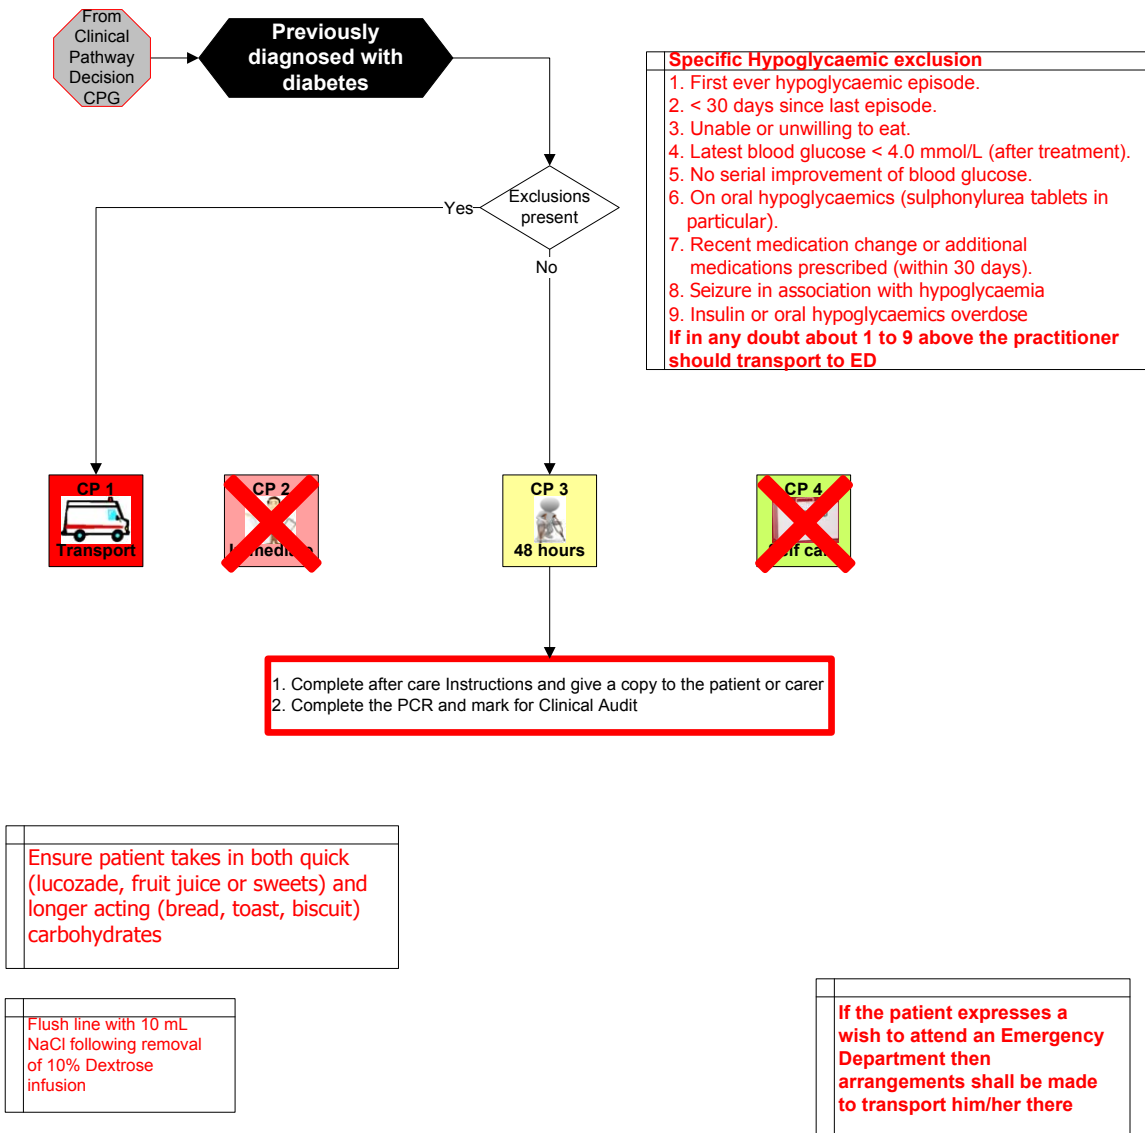 From
Clinical
Pathway
Decision
CPG
Previously
diagnosed with
diabetes
Specific Hypoglycaemic exclusion
1. First ever hypoglycaemic episode.
2. < 30 days since last episode.
3. Unable or unwilling to eat.
4. Latest blood glucose < 4.0 mmol/L (after treatment).
5. No serial improvement of blood glucose.
6. On oral hypoglycaemics (sulphonylurea tablets in
particular).
7. Recent medication change or additional
medications prescribed (within 30 days).
8. Seizure in association with hypoglycaemia
9. Insulin or oral hypoglycaemics overdose
If in any doubt about 1 to 9 above the practitioner
should transport to ED
Exclusions
present
Yes
No
CP 1
Transport
CP 2
CP 3
48 hours
CP 4
1. Complete after care Instructions and give a copy to the patient or carer
2. Complete the PCR and mark for Clinical Audit
Ensure patient takes in both quick
(lucozade, fruit juice or sweets) and
longer acting (bread, toast, biscuit)
carbohydrates
Flush line with 10 mL
NaCl following removal
of 10% Dextrose
infusion
If the patient expresses a
wish to attend an Emergency
Department then
arrangements shall be made
to transport him/her there